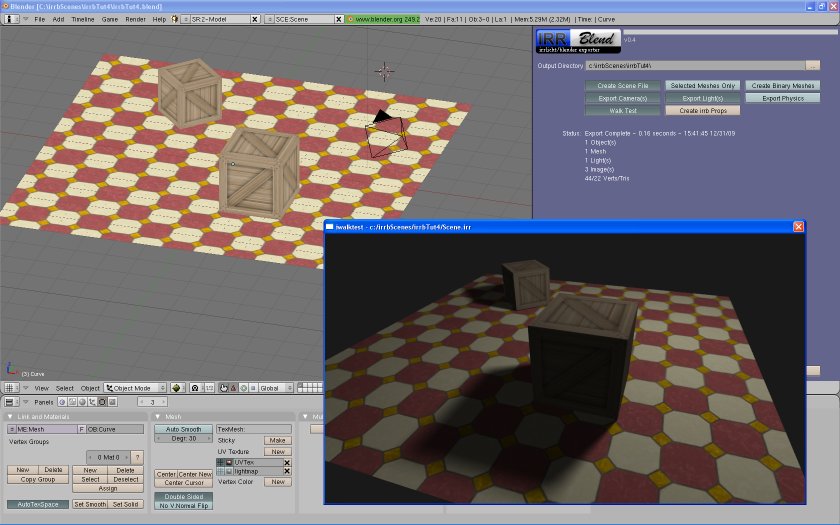 Blender [C:\irrbScenes\irrbTut4\irrbTut4.blend]
File Add Timeline Game Render Help SR:2-Model SCE:Scene www.blender.org 249.2 Ve:20 | Fa:11 | Ob:3-0 | La:1 | Mem:5.29M (2.32M) | Time: | Curve
IRR Blend v0.4
irrlicht/blender exporter
Output Directory c:\irrbScenes\irrbTut4\ ...
Create Scene File Selected Meshes Only Create Binary Meshes
Export Camera(s) Export Light(s) Export Physics
Walk Test Create irrb Props
Status: Export Complete - 0.16 seconds - 15:41:45 12/31/09
1 Object(s)
1 Mesh
1 Light(s)
3 Image(s)
44/22 Verts/Tris
iwalktest - c:/irrbScenes/irrbTut4/Scene.irr
(3) Curve
View Select Object Object Mode Global
Panels 3
Link and Materials Mesh Mul
ME:Mesh F OB:Curve
Vertex Groups
0 Mat 0 ?
New Delete New Delete
Copy Group Select Deselect
Assign
AutoTexSpace Set Smooth Set Solid
Auto Smooth
Degr: 30
Center Center New
Center Cursor
Double Sided
No V.Normal Flip
TexMesh:
Sticky Make
UV Texture New
UVTex
lightmap
Vertex Color New